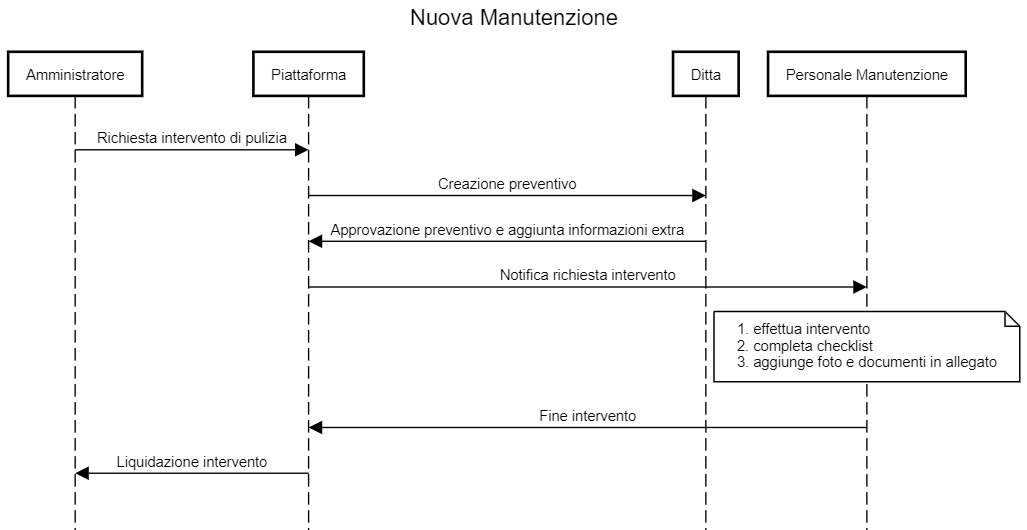 Nuova Manutenzione
Amministratore
Piattaforma
Ditta
Personale Manutenzione
Richiesta intervento di pulizia
Creazione preventivo
Approvazione preventivo e aggiunta informazioni extra
Notifica richiesta intervento
1. effettua intervento
2. completa checklist
3. aggiunge foto e documenti in allegato
Fine intervento
Liquidazione intervento